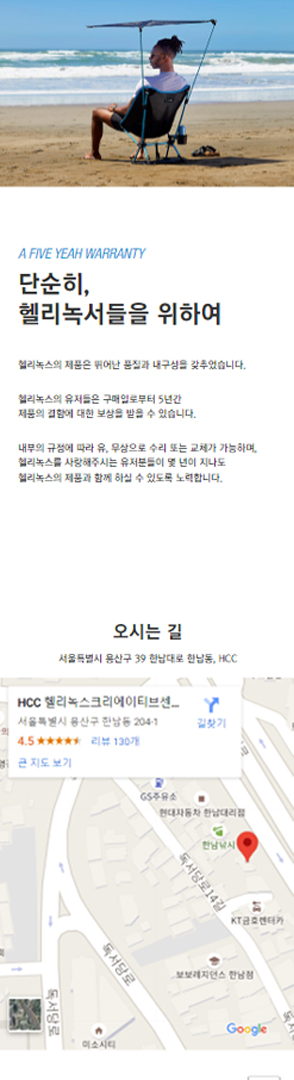 A FIVE YEAH WARRANTY
단순히,
헬리녹서들을 위하여
헬리녹스의 제품은 뛰어난 품질과 내구성을 갖추었습니다.
헬리녹스의 유저들은 구매일로부터 5년간
제품의 결함에 대한 보상을 받을 수 있습니다.
내부의 규정에 따라 유, 무상으로 수리 또는 교체가 가능하며,
헬리녹스를 사랑해주시는 유저분들이 몇 년이 지나도
헬리녹스의 제품과 함께 하실 수 있도록 노력합니다.
오시는 길
서울특별시 용산구 39 한남대로 한남동, HCC
HCC 헬리녹스크리에이티브센...
서울특별시 용산구 한남동 204-1
길찾기
4.5 리뷰 130개
큰 지도 보기
GS주유소
현대자동차 한남대리점
한남낚시
독서당로14길
KT금호렌터카
독서당로
보보레지던스 한남점
독서당로
Google
미소시티